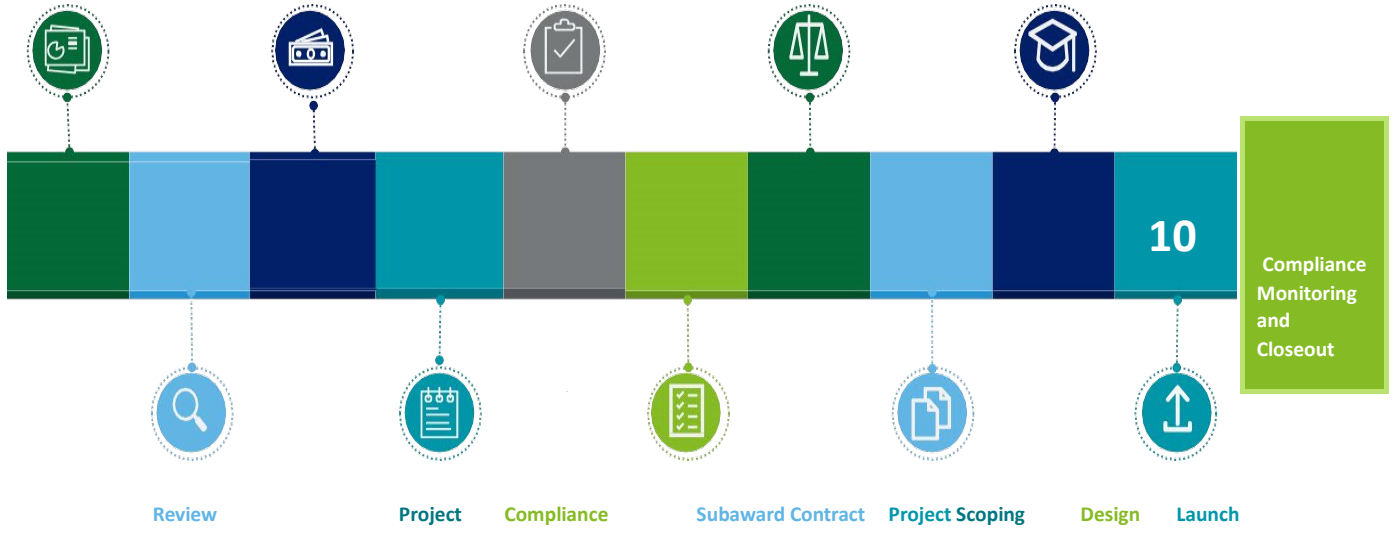 10
Compliance
Monitoring
and
Closeout
Review Project Compliance Subaward Contract Project Scoping Design Launch